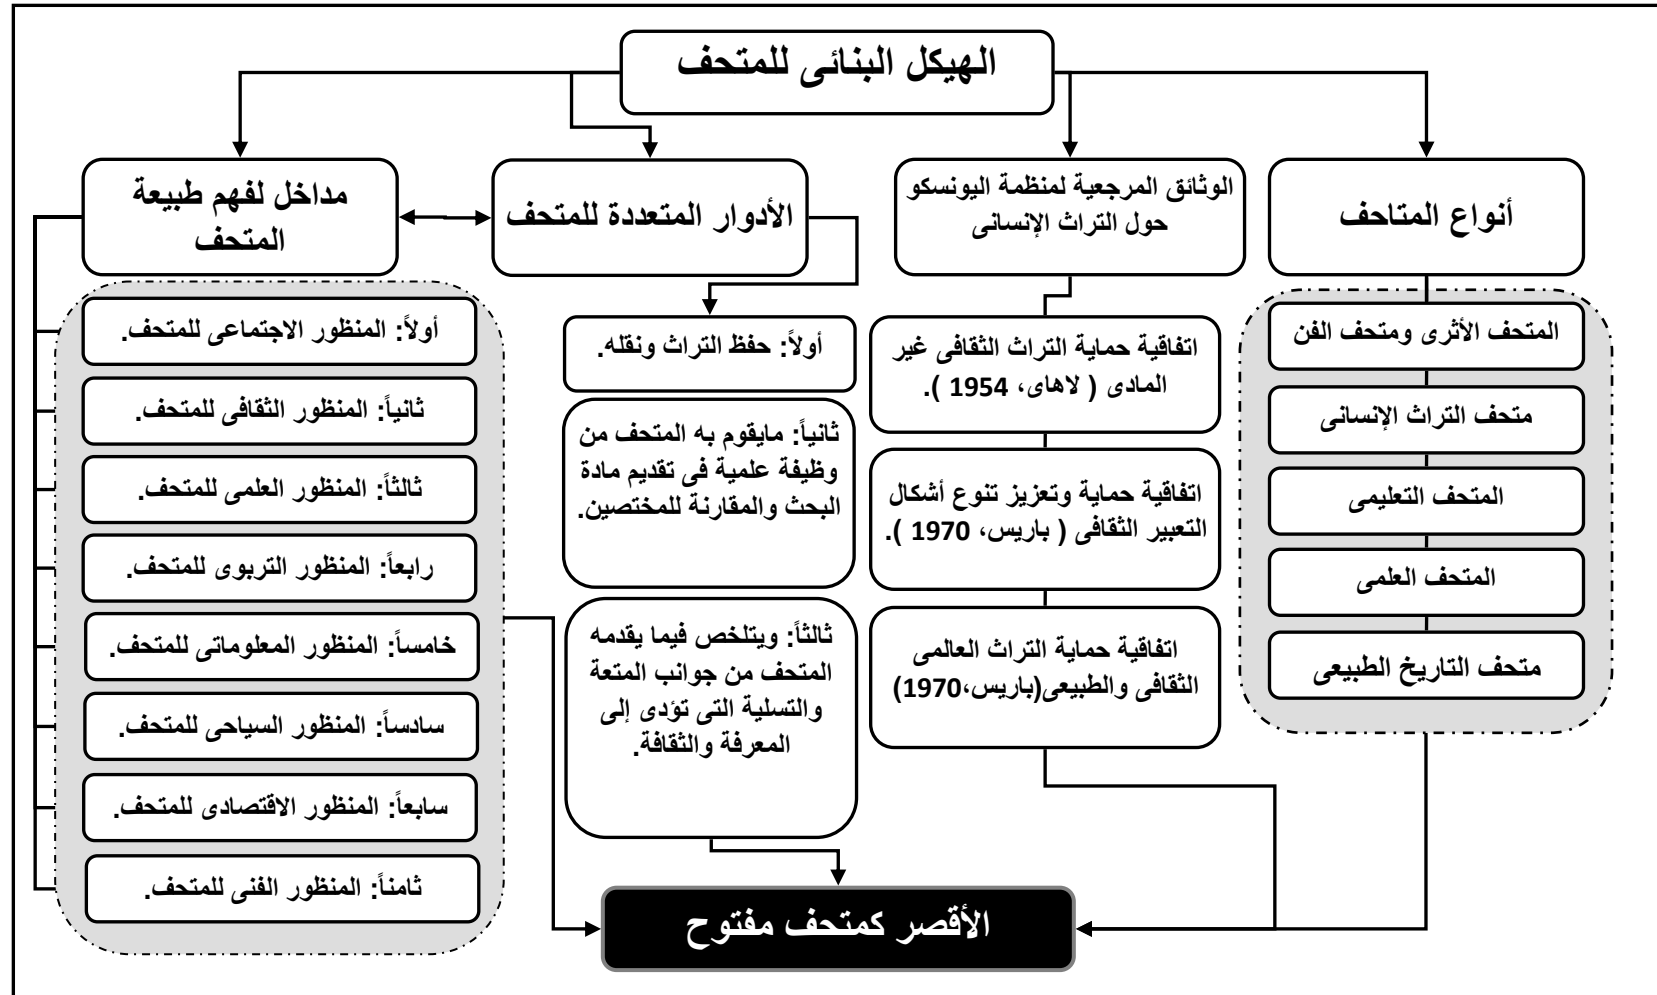 الهيكل البنائى للمتحف
أنواع المتاحف
المتحف الأثرى ومتحف الفن
متحف التراث الإنسانى
المتحف التعليمى
المتحف العلمى
متحف التاريخ الطبيعى
الوثائق المرجعية لمنظمة اليونسكو
حول التراث الإنسانى
اتفاقية حماية التراث الثقافى غير
المادى ( لاهاى، 1954 ).
اتفاقية حماية وتعزيز تنوع أشكال
التعبير الثقافى ( باريس، 1970 ).
اتفاقية حماية التراث العالمى
الثقافى والطبيعى(باريس،1970)
الأدوار المتعددة للمتحف
أولاً: حفظ التراث ونقله.
ثانياً: مايقوم به المتحف من
وظيفة علمية فى تقديم مادة
البحث والمقارنة للمختصين.
ثالثاً: ويتلخص فيما يقدمه
المتحف من جوانب المتعة
والتسلية التى تؤدى إلى
المعرفة والثقافة.
مداخل لفهم طبيعة
المتحف
أولاً: المنظور الاجتماعى للمتحف.
ثانياً: المنظور الثقافى للمتحف.
ثالثاً: المنظور العلمى للمتحف.
رابعاً: المنظور التربوى للمتحف.
خامساً: المنظور المعلوماتى للمتحف.
سادساً: المنظور السياحى للمتحف.
سابعاً: المنظور الاقتصادى للمتحف.
ثامناً: المنظور الفنى للمتحف.
الأقصر كمتحف مفتوح